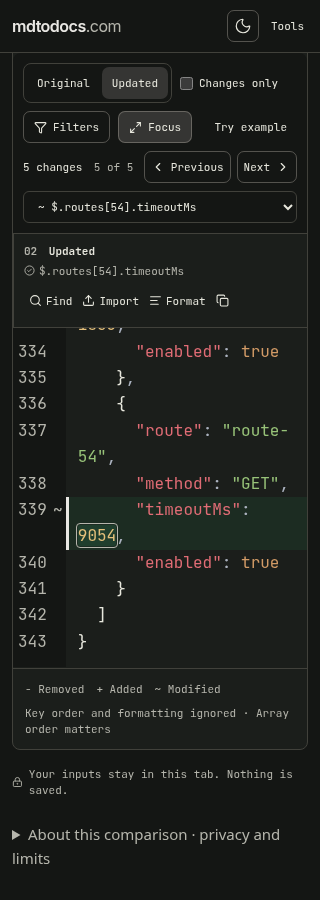 mdtodocs.com
Tools
Original Updated Changes only
Filters Focus Try example
5 changes 5 of 5 Previous Next
~ $.routes[54].timeoutMs
02 Updated
$.routes[54].timeoutMs
Find Import Format
334 "enabled": true
335 },
336 {
337 "route": "route-
54",
338 "method": "GET",
339 ~ "timeoutMs":
9054,
340 "enabled": true
341 }
342 ]
343 }
- Removed + Added ~ Modified
Key order and formatting ignored · Array
order matters
Your inputs stay in this tab. Nothing is
saved.
▶ About this comparison · privacy and
limits